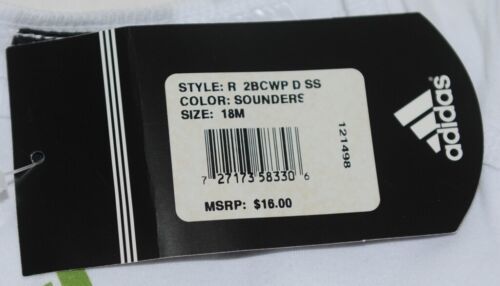 STYLE: R 2BCWP D SS
COLOR: SOUNDERS
SIZE: 18M
7 27173 58330 6
121498
MSRP: $16.00
adidas